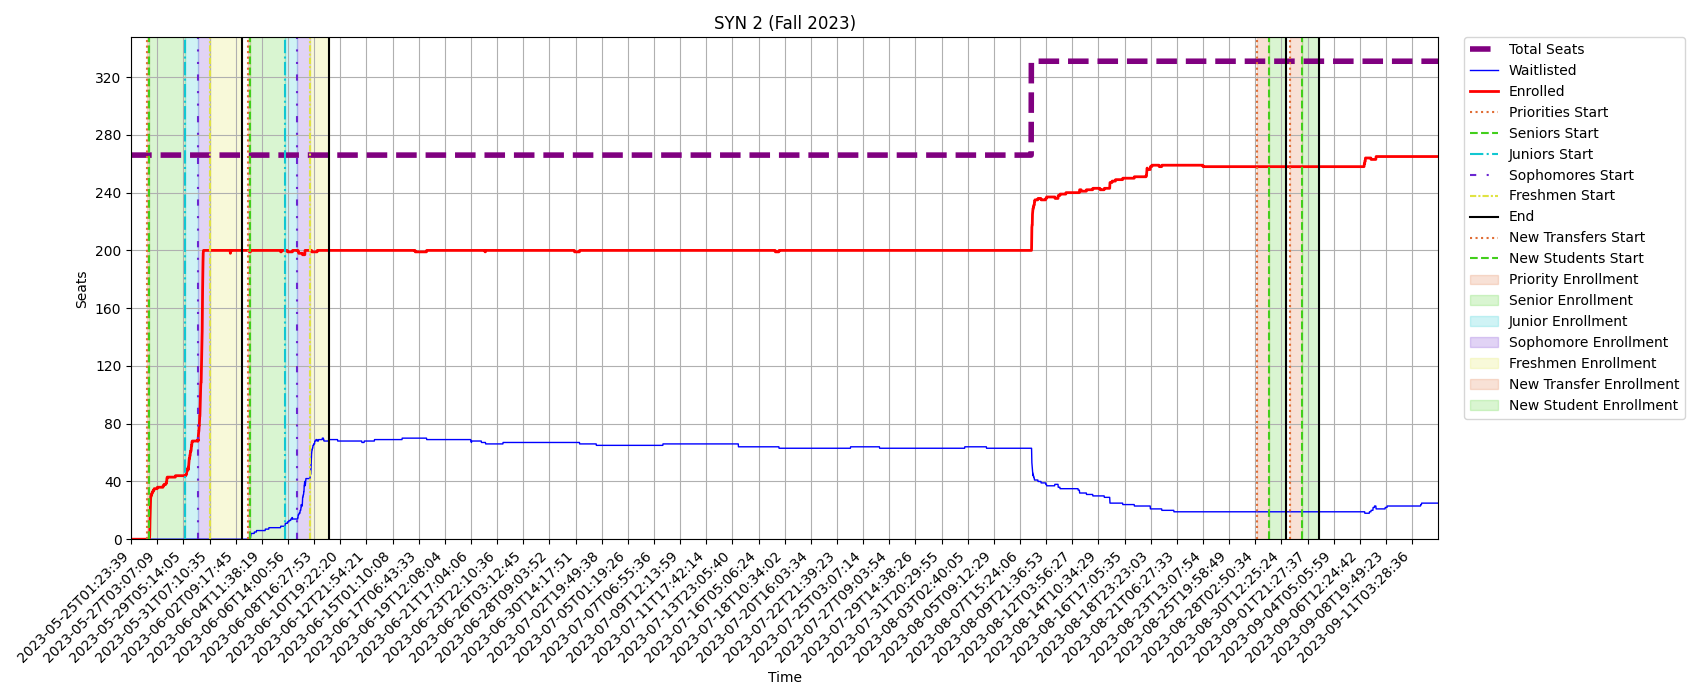 SYN 2 (Fall 2023)
Seats
320
280
240
200
160
120
80
40
0
2023-05-25T01:23:39
2023-05-27T03:07:09
2023-05-29T05:14:05
2023-05-31T07:10:35
2023-06-02T09:17:45
2023-06-04T11:38:19
2023-06-06T14:00:56
2023-06-08T16:27:53
2023-06-10T19:22:20
2023-06-12T21:54:21
2023-06-15T01:10:08
2023-06-17T06:43:33
2023-06-19T12:08:04
2023-06-21T17:04:06
2023-06-23T22:10:36
2023-06-26T03:12:45
2023-06-28T09:03:52
2023-06-30T14:17:51
2023-07-02T19:49:38
2023-07-05T01:19:26
2023-07-07T06:55:36
2023-07-09T12:13:59
2023-07-11T17:42:14
2023-07-13T23:05:40
2023-07-16T05:06:24
2023-07-18T10:34:02
2023-07-20T16:03:34
2023-07-22T21:39:23
2023-07-25T03:07:14
2023-07-27T09:03:54
2023-07-29T14:38:26
2023-07-31T20:29:55
2023-08-03T02:40:05
2023-08-05T09:12:29
2023-08-07T15:24:06
2023-08-09T21:36:53
2023-08-12T03:56:27
2023-08-14T10:34:29
2023-08-16T17:05:35
2023-08-18T23:23:03
2023-08-21T06:27:33
2023-08-23T13:07:54
2023-08-25T19:58:49
2023-08-28T02:50:34
2023-08-30T12:25:24
2023-09-01T21:27:37
2023-09-04T05:05:59
2023-09-06T12:24:42
2023-09-08T19:49:23
2023-09-11T03:28:36
Time
Total Seats
Waitlisted
Enrolled
Priorities Start
Seniors Start
Juniors Start
Sophomores Start
Freshmen Start
End
New Transfers Start
New Students Start
Priority Enrollment
Senior Enrollment
Junior Enrollment
Sophomore Enrollment
Freshmen Enrollment
New Transfer Enrollment
New Student Enrollment